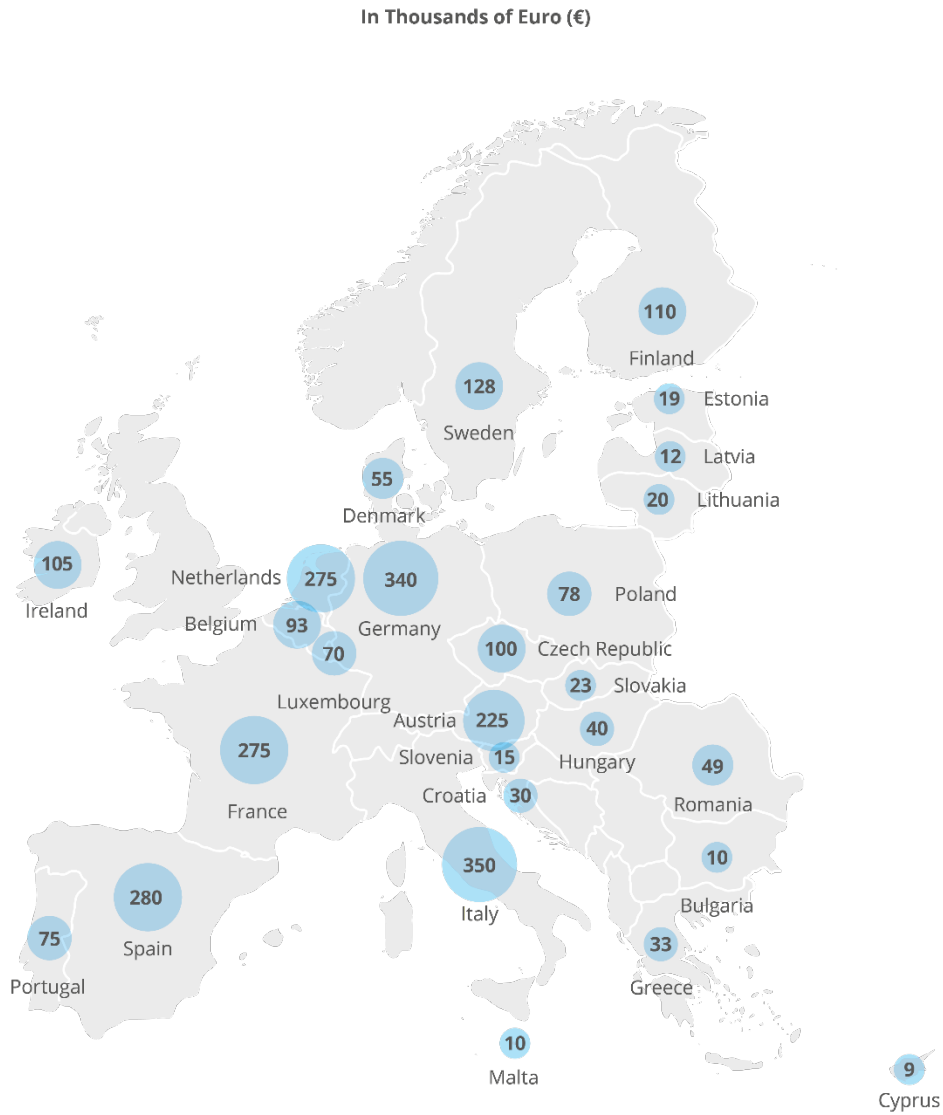 In Thousands of Euro (€)
110
Finland
128
Sweden
19 Estonia
12 Latvia
20 Lithuania
55
Denmark
105
Ireland
Netherlands 275
340
Germany
78 Poland
Belgium 93
70
Luxembourg
100 Czech Republic
23 Slovakia
Austria 225
40
Hungary
Slovenia 15
275
France
49
Romania
Croatia 30
10
Bulgaria
350
Italy
280
Spain
75
Portugal
33
Greece
10
Malta
9
Cyprus